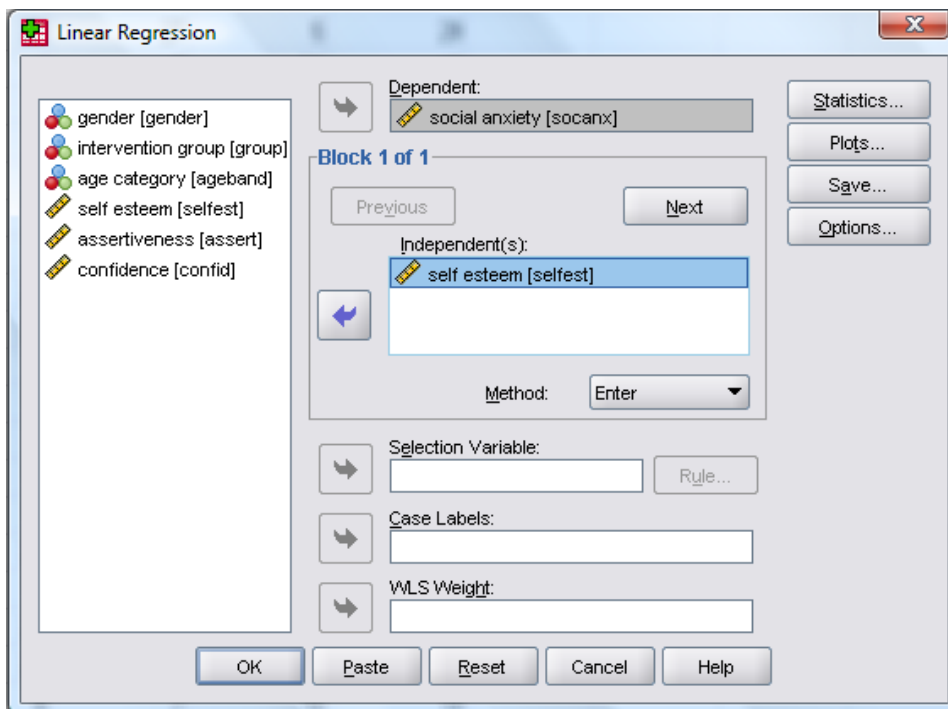 Linear Regression
X
gender [gender]
intervention group [group]
age category [ageband]
self esteem [selfest]
assertiveness [assert]
confidence [confid]
Dependent:
social anxiety [socanx]
Block 1 of 1
Previous
Next
Independent(s):
self esteem [selfest]
Method:
Enter
Selection Variable:
Rule...
Case Labels:
WLS Weight:
Statistics...
Plots...
Save...
Options...
OK
Paste
Reset
Cancel
Help